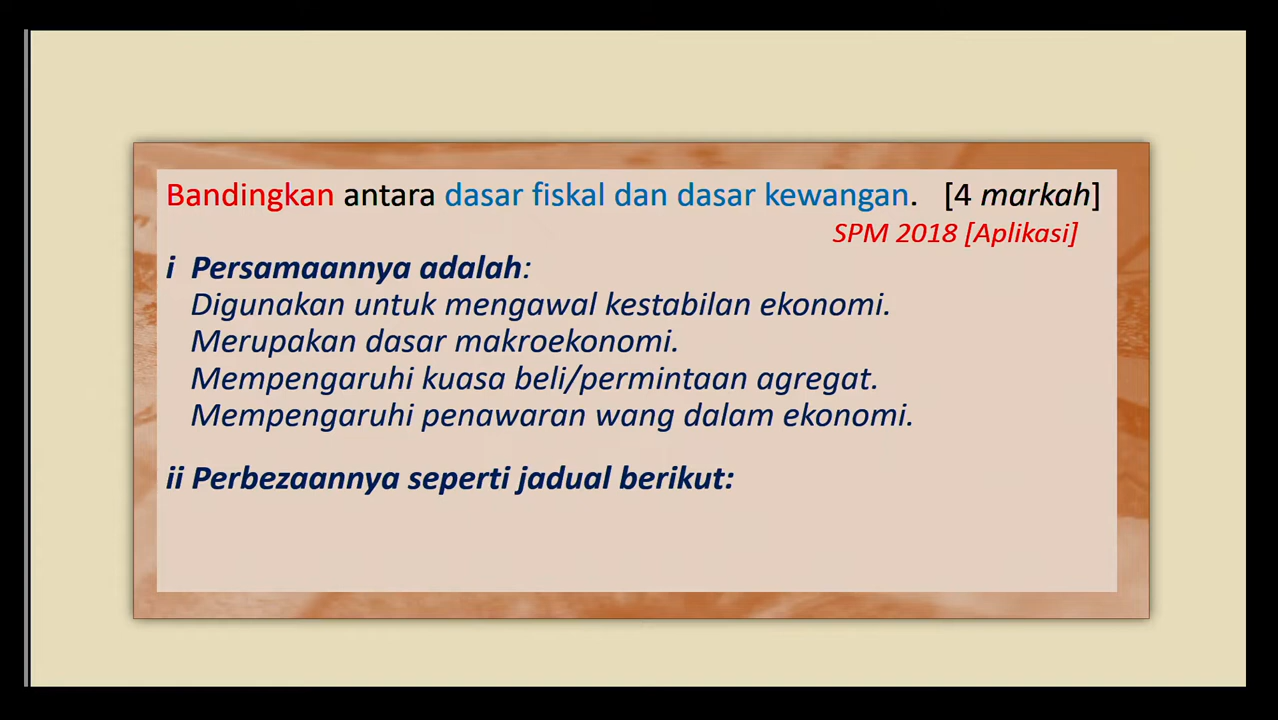 Bandingkan antara dasar fiskal dan dasar kewangan. [4 markah]
SPM 2018 [Aplikasi]
i Persamaannya adalah:
Digunakan untuk mengawal kestabilan ekonomi.
Merupakan dasar makroekonomi.
Mempengaruhi kuasa beli/permintaan agregat.
Mempengaruhi penawaran wang dalam ekonomi.
ii Perbezaannya seperti jadual berikut: